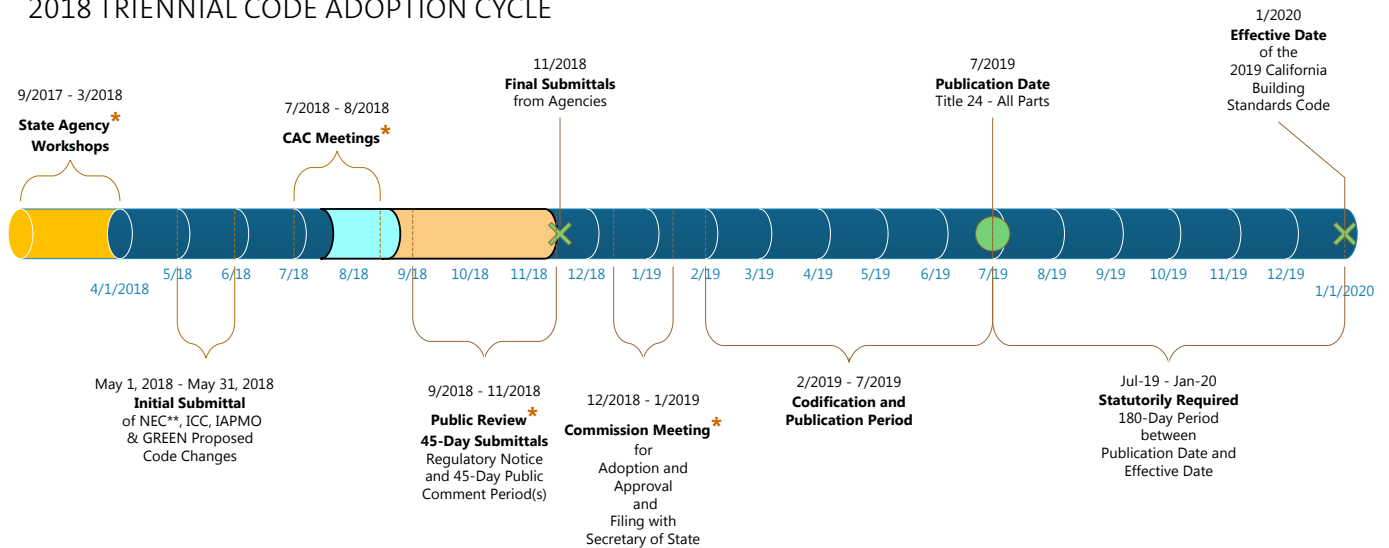 2018 TRIENNIAL CODE ADOPTION CYCLE
9/2017 - 3/2018
State Agency*
Workshops
7/2018 - 8/2018
CAC Meetings*
11/2018
Final Submittals
from Agencies
7/2019
Publication Date
Title 24 - All Parts
1/2020
Effective Date
of the
2019 California
Building
Standards Code
4/1/2018
5/18
6/18
7/18
8/18
9/18
10/18
11/18
12/18
1/19
2/19
3/19
4/19
5/19
6/19
7/19
8/19
9/19
10/19
11/19
12/19
1/1/2020
May 1, 2018 - May 31, 2018
Initial Submittal
of NEC**, ICC, IAPMO
& GREEN Proposed
Code Changes
9/2018 - 11/2018
Public Review*
45-Day Submittals
Regulatory Notice
and 45-Day Public
Comment Period(s)
12/2018 - 1/2019
Commission Meeting*
for
Adoption and
Approval
and
Filing with
Secretary of State
2/2019 - 7/2019
Codification and
Publication Period
Jul-19 - Jan-20
Statutorily Required
180-Day Period
between
Publication Date and
Effective Date